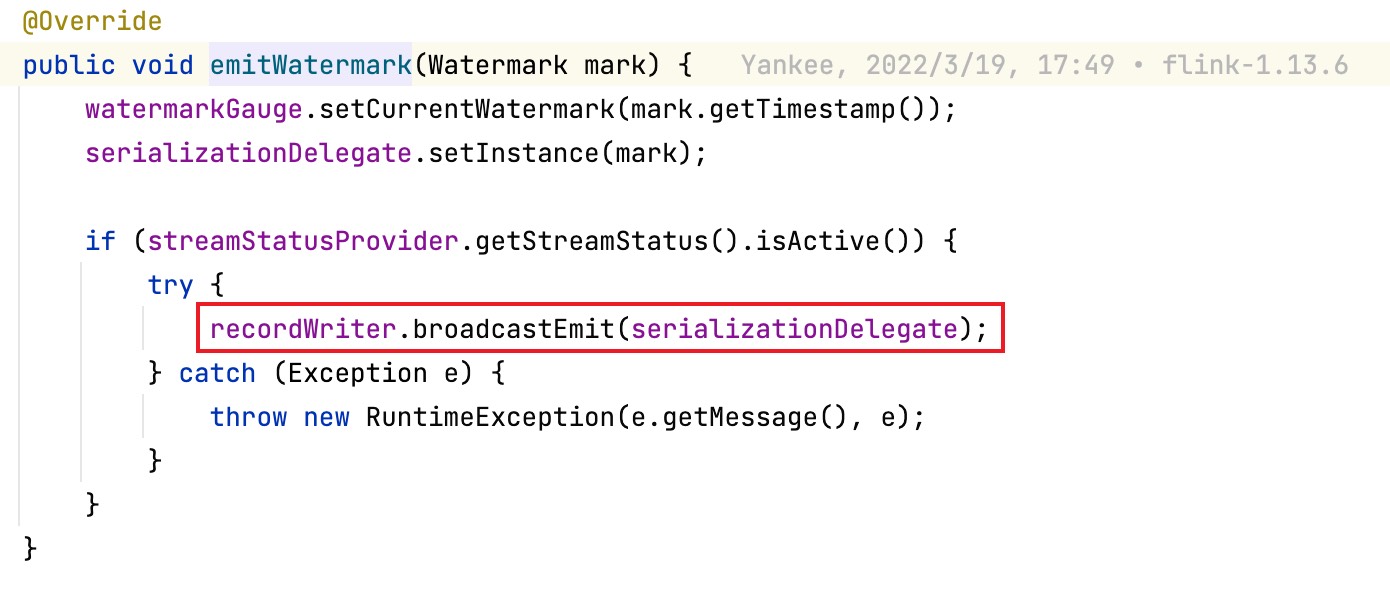 @Override
public void emitWatermark(Watermark mark) {   Yankee, 2022/3/19, 17:49 • flink-1.13.6
    watermarkGauge.setCurrentWatermark(mark.getTimestamp());
    serializationDelegate.setInstance(mark);

    if (streamStatusProvider.getStreamStatus().isActive()) {
        try {
            recordWriter.broadcastEmit(serializationDelegate);
        } catch (Exception e) {
            throw new RuntimeException(e.getMessage(), e);
        }
    }
}